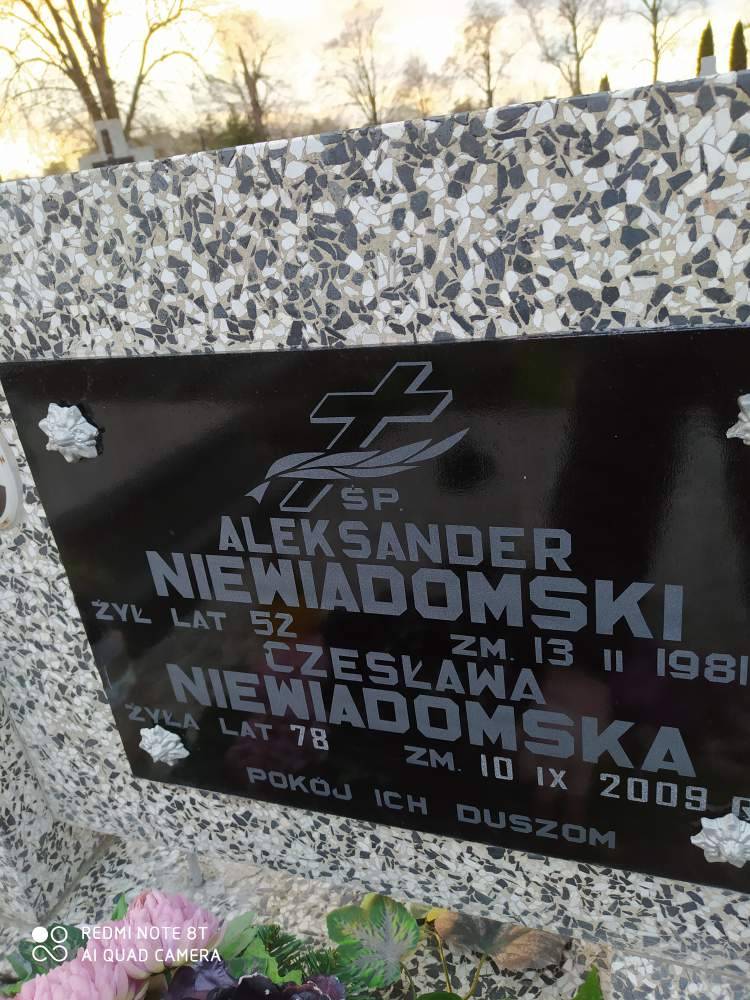 ŚP.
ALEKSANDER
NIEWIADOMSKI
ŻYŁ LAT 52 ZM. 13 II 1981
CZESŁAWA
NIEWIADOMSKA
ŻYŁA LAT 78 ZM. 10 IX 2009
POKÓJ ICH DUSZOM
REDMI NOTE 8T
AI QUAD CAMERA